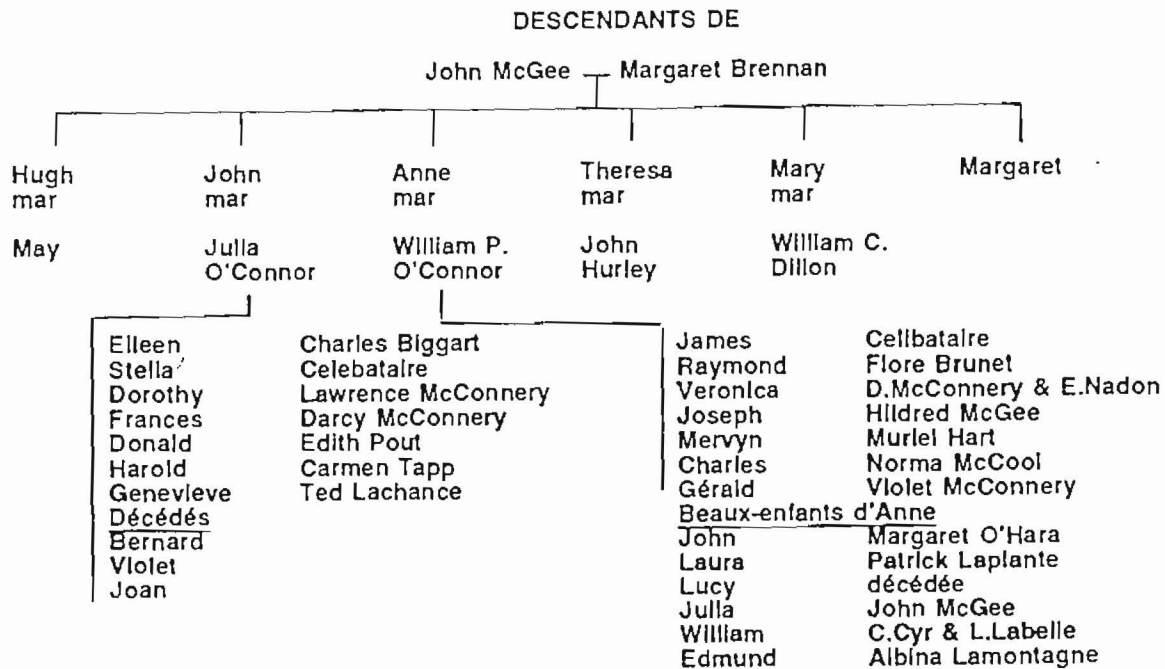 DESCENDANTS DE
John McGee Margaret Brennan
Hugh John Anne Theresa Mary Margaret
mar mar mar mar mar
May Julia William P. John William C.
O'Connor O'Connor Hurley Dillon
Eileen Charles Biggart
Stella Celebataire
Dorothy Lawrence McConnery
Frances Darcy McConnery
Donald Edith Pout
Harold Carmen Tapp
Genevieve Ted Lachance
Décédés
Bernard
Violet
Joan
James Celibataire
Raymond Flore Brunet
Veronica D.McConnery & E.Nadon
Joseph Hildred McGee
Mervyn Muriel Hart
Charles Norma McCool
Gérald Violet McConnery
Beaux-enfants d'Anne
John Margaret O'Hara
Laura Patrick Laplante
Lucy décédée
Julia John McGee
William C.Cyr & L.Labelle
Edmund Albina Lamontagne